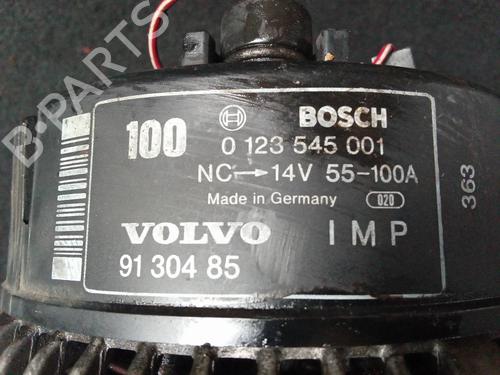 B-PARTS
100 BOSCH
0 123 545 001
NC→14V 55-100A
Made in Germany 020
VOLVO IMP
91 304 85
363